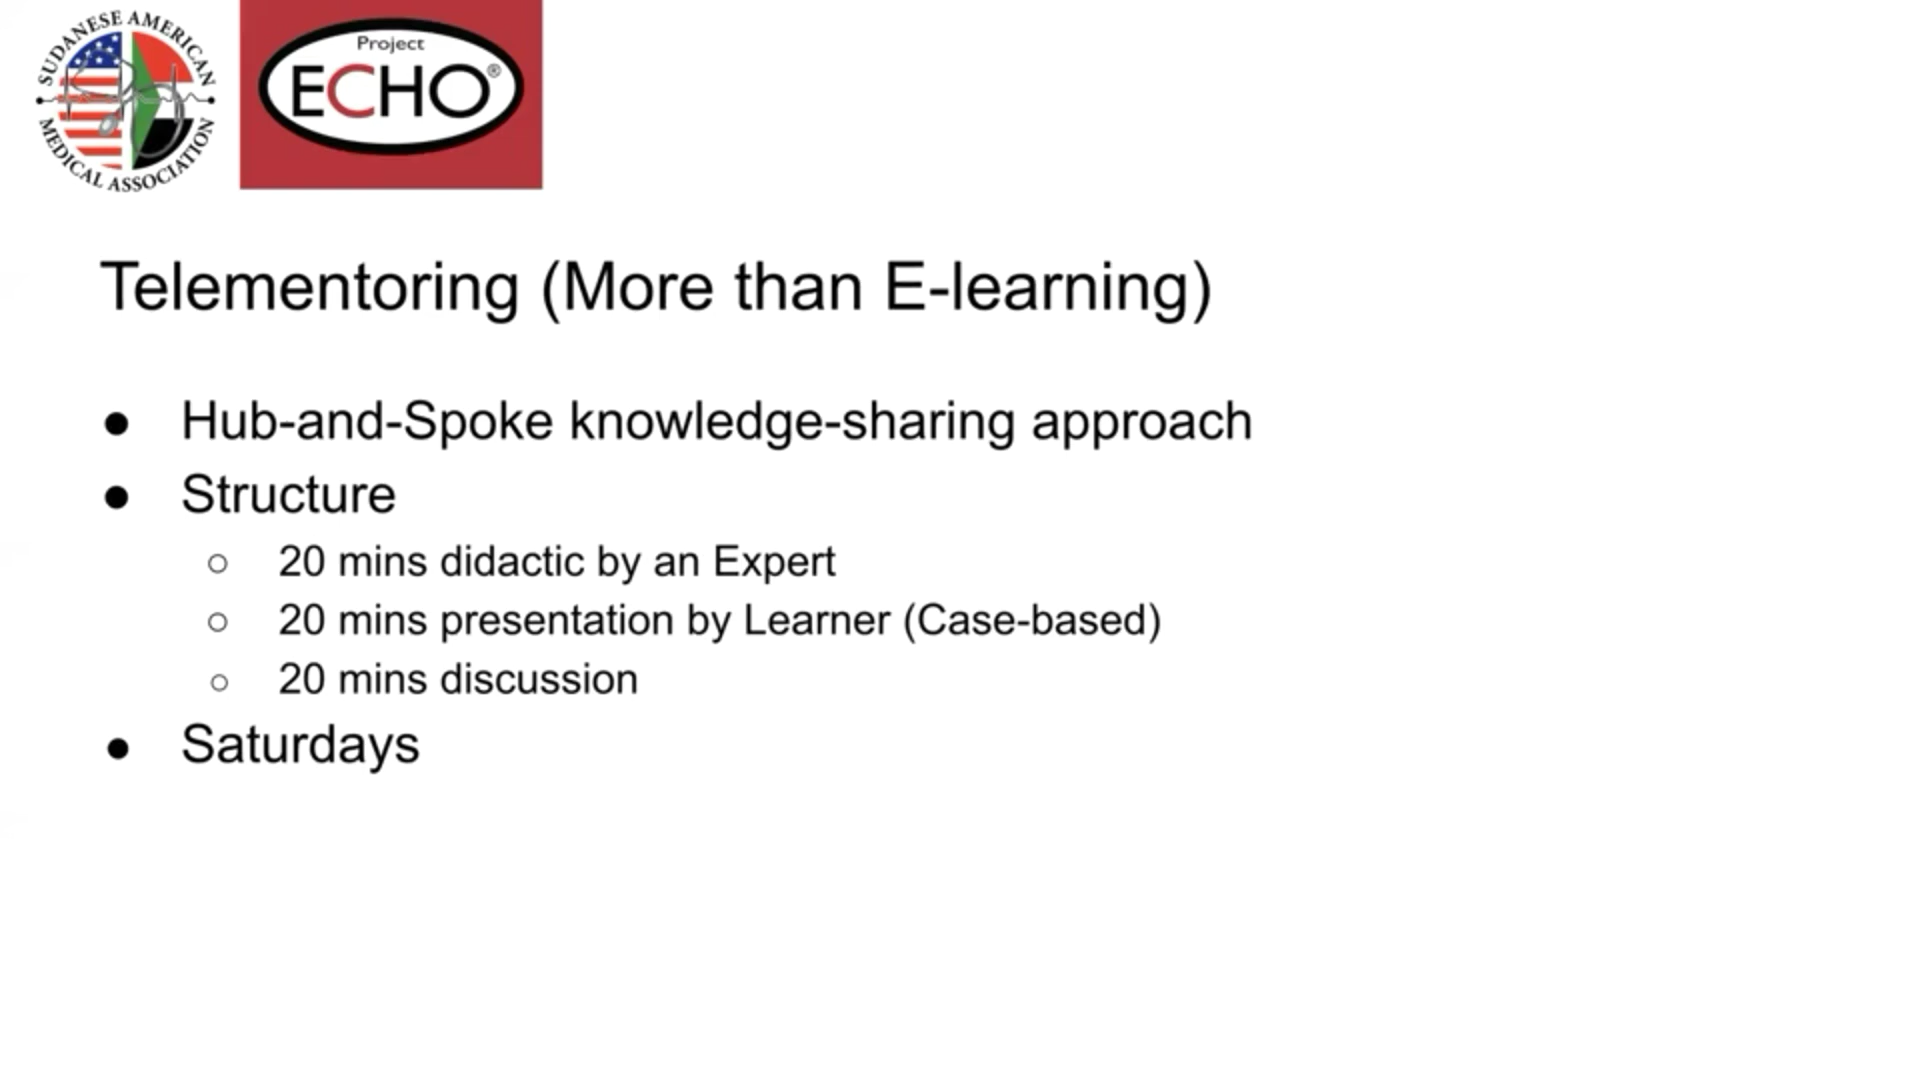 SUDANESE AMERICAN
MEDICAL ASSOCIATION
Project
ECHO®
Telementoring (More than E-learning)
● Hub-and-Spoke knowledge-sharing approach
● Structure
○ 20 mins didactic by an Expert
○ 20 mins presentation by Learner (Case-based)
○ 20 mins discussion
● Saturdays